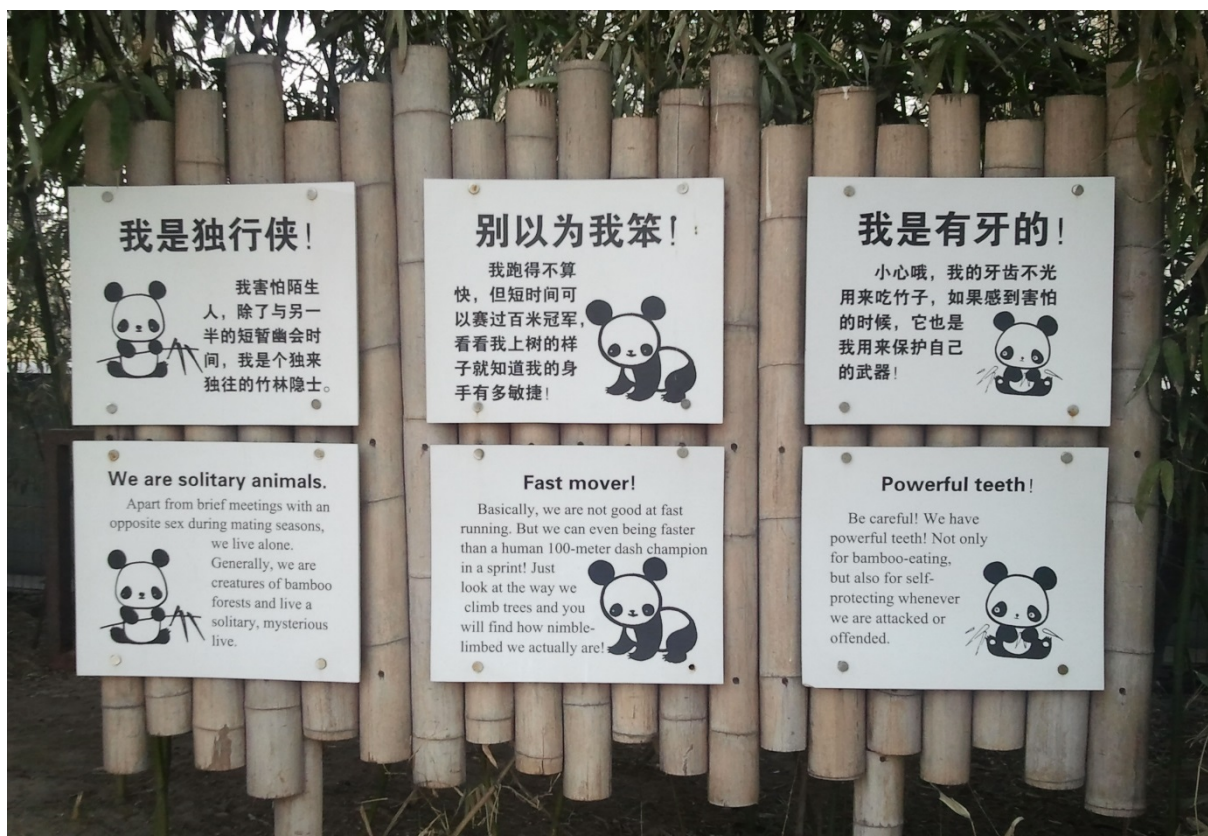 我是独行侠！
我害怕陌生
人，除了与另一
半的短暂幽会时
间，我是个独来
独往的竹林隐士。
别以为我笨！
我跑得不算
快，但短时间可
以赛过百米冠军，
看看我上树的样
子就知道我的身
手有多敏捷！
我是有牙的！
小心哦，我的牙齿不光
用来吃竹子，如果感到害怕
的时候，它也是
我用来保护自己
的武器！
We are solitary animals.
Apart from brief meetings with an
opposite sex during mating seasons,
we live alone.
Generally, we are
creatures of bamboo
forests and live a
solitary, mysterious
live.
Fast mover!
Basically, we are not good at fast
running. But we can even being faster
than a human 100-meter dash champion
in a sprint! Just
look at the way we
climb trees and you
will find how nimble-
limbed we actually are!
Powerful teeth!
Be careful! We have
powerful teeth! Not only
for bamboo-eating,
but also for self-
protecting whenever
we are attacked or
offended.